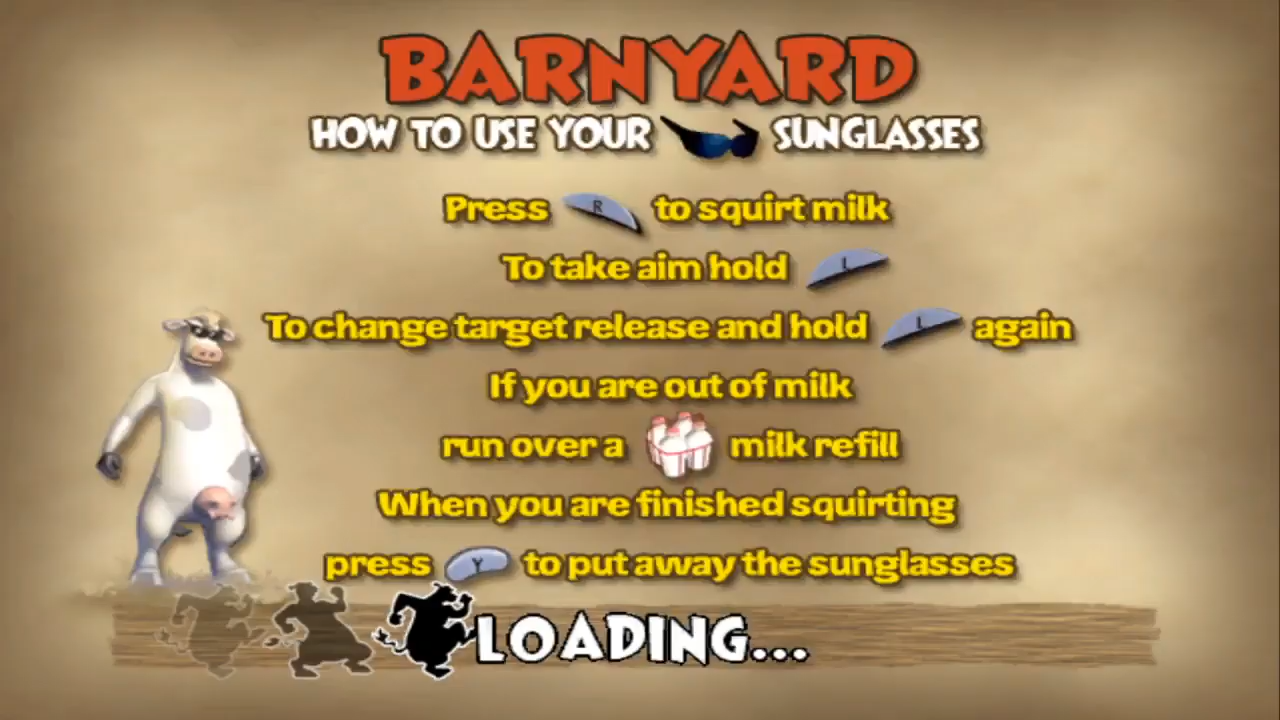 BARNYARD
HOW TO USE YOUR SUNGLASSES
Press R to squirt milk
To take aim hold L
To change target release and hold L again
If you are out of milk
run over a milk refill
When you are finished squirting
press Y to put away the sunglasses
LOADING...